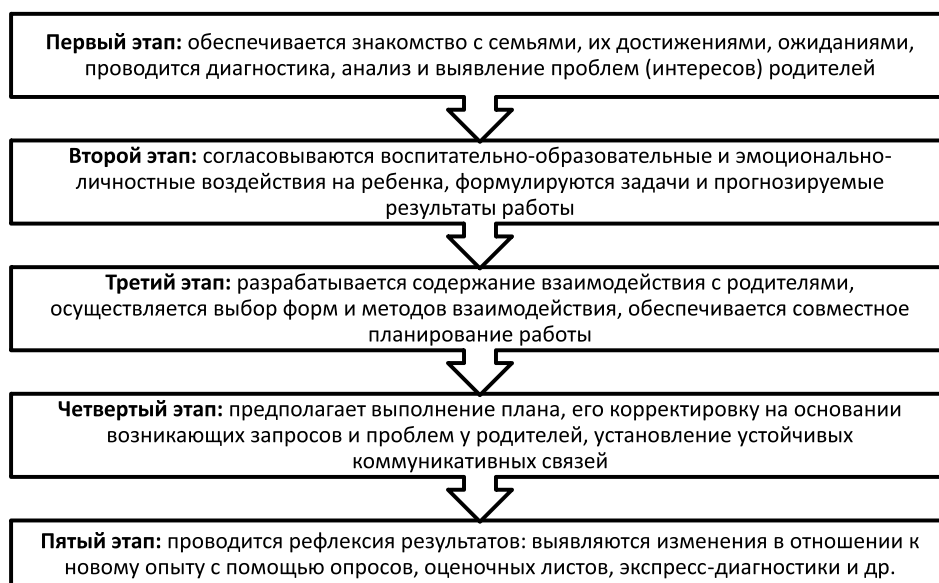 Первый этап: обеспечивается знакомство с семьями, их достижениями, ожиданиями,
проводится диагностика, анализ и выявление проблем (интересов) родителей
Второй этап: согласовываются воспитательно-образовательные и эмоционально-
личностные воздействия на ребенка, формулируются задачи и прогнозируемые
результаты работы
Третий этап: разрабатывается содержание взаимодействия с родителями,
осуществляется выбор форм и методов взаимодействия, обеспечивается совместное
планирование работы
Четвертый этап: предполагает выполнение плана, его корректировку на основании
возникающих запросов и проблем у родителей, установление устойчивых
коммуникативных связей
Пятый этап: проводится рефлексия результатов: выявляются изменения в отношении к
новому опыту с помощью опросов, оценочных листов, экспресс-диагностики и др.